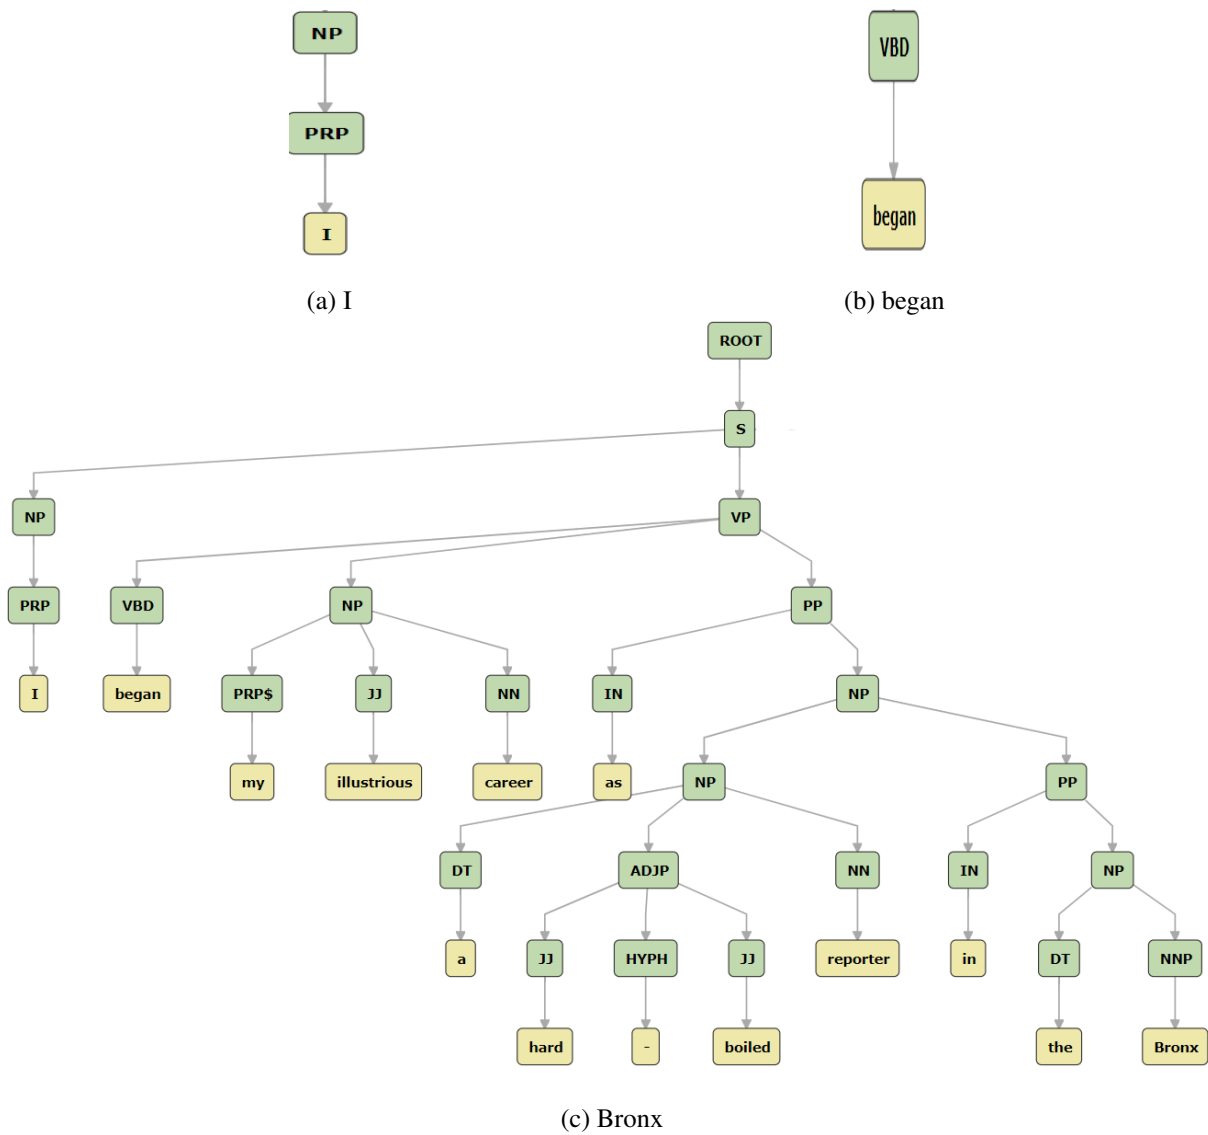 NP
VBD
PRP
I
began
(a) I
(b) began
ROOT
S
NP
VP
PRP
VBD
NP
PP
I
began
PRP$
JJ
NN
IN
NP
my
illustrious
career
as
NP
PP
DT
ADJP
NN
IN
NP
a
JJ
HYPH
JJ
reporter
in
DT
NNP
hard
-
boiled
the
Bronx
(c) Bronx